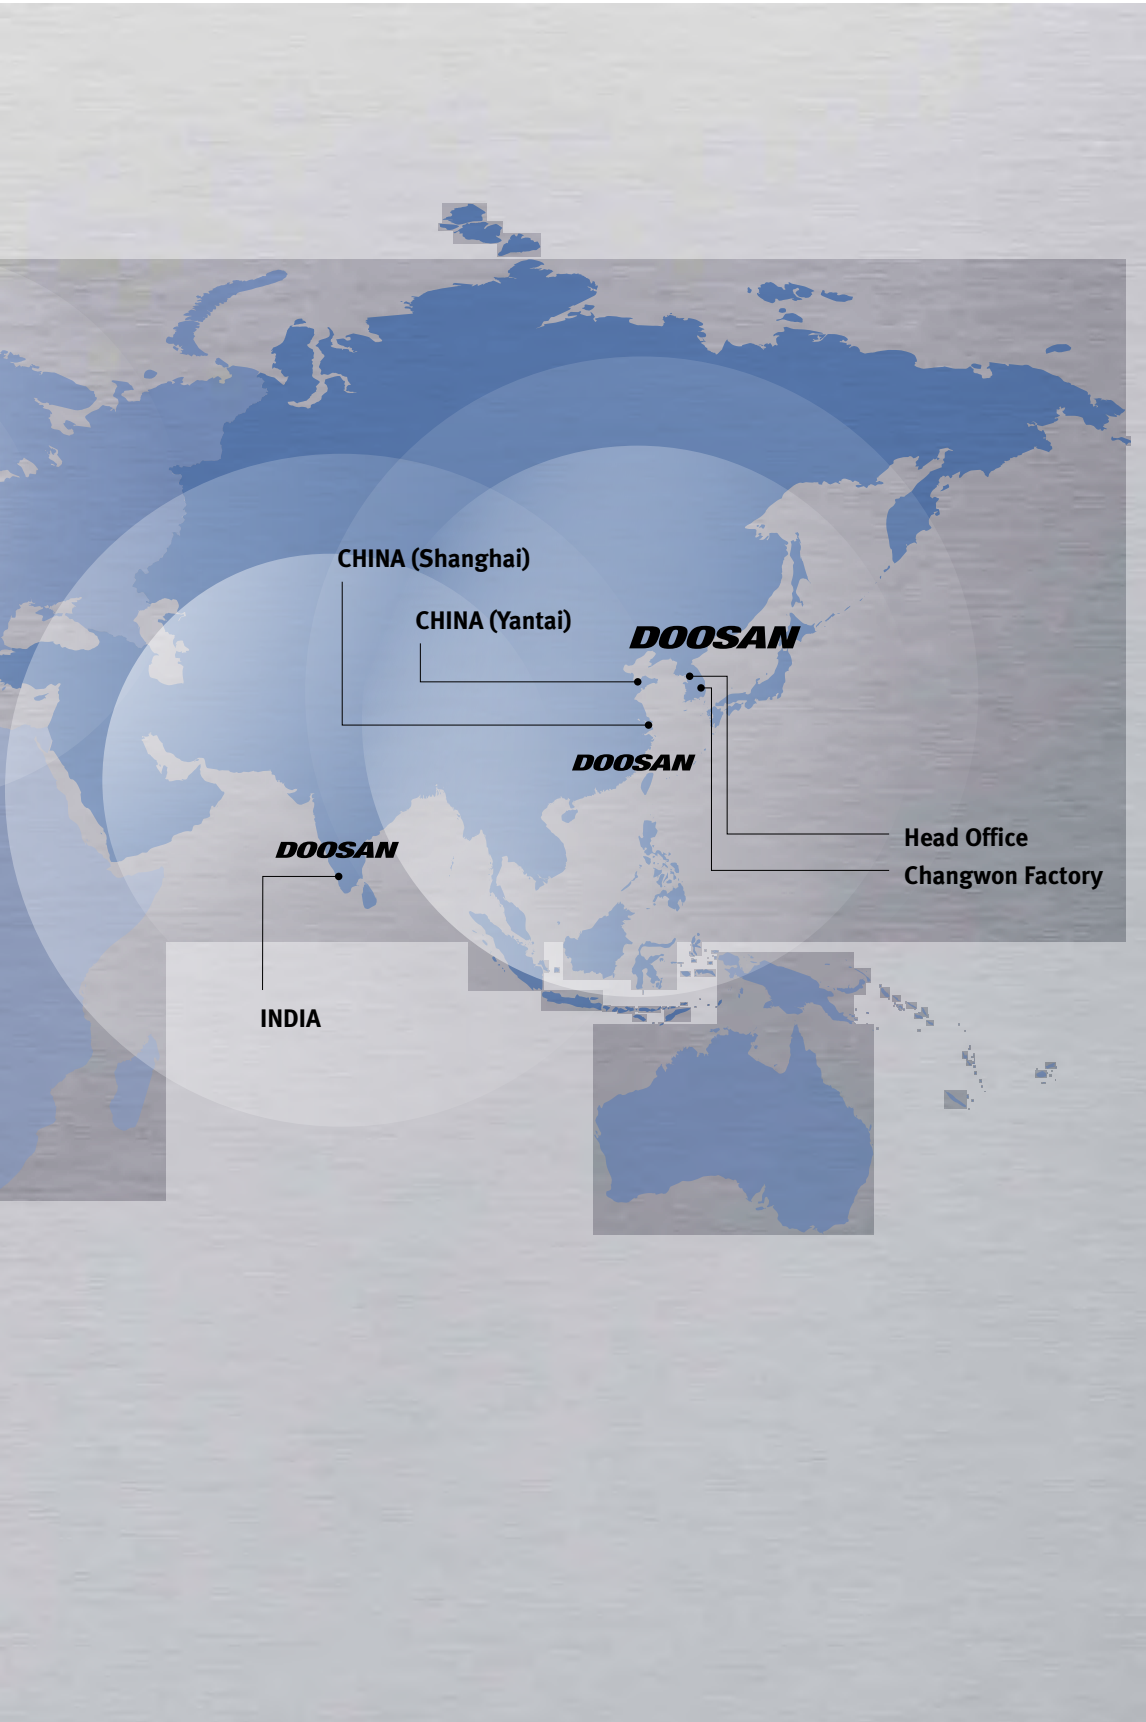 CHINA (Shanghai)
CHINA (Yantai)
DOOSAN
DOOSAN
Head Office
Changwon Factory
DOOSAN
INDIA